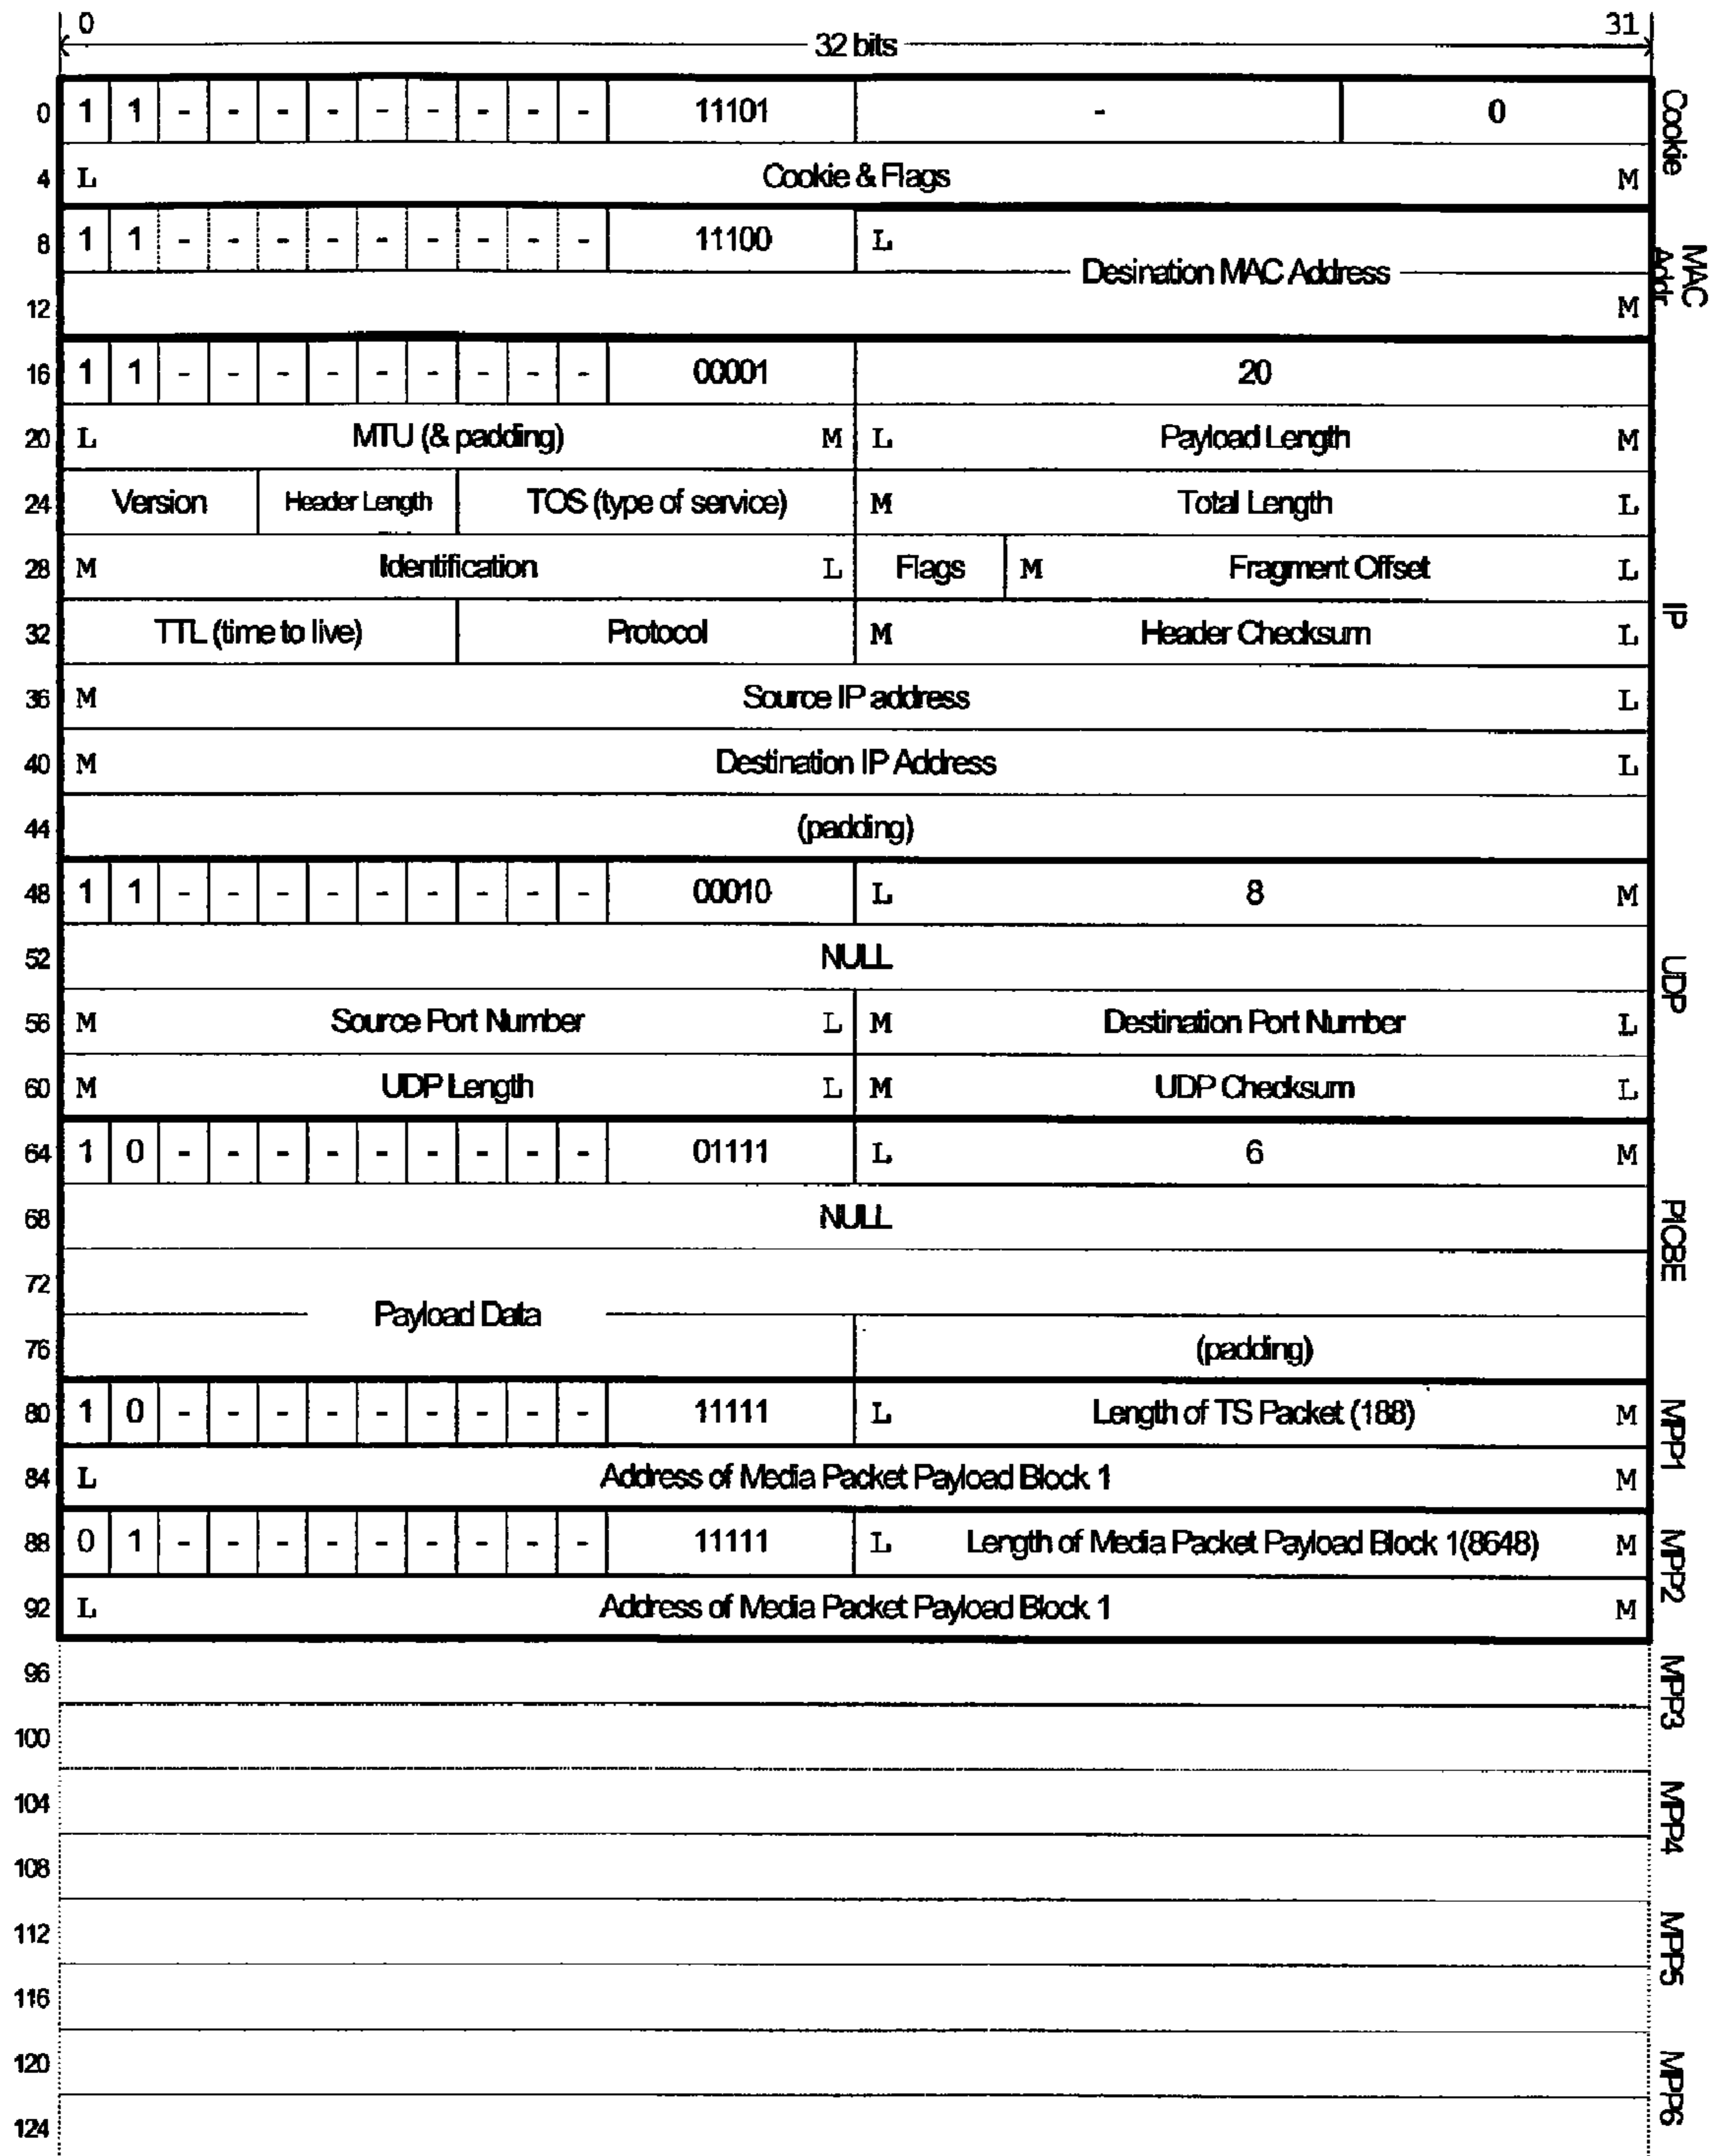 0 31
32 bits
0 1 1 - - - - - - - - - 11101 - 0
Cookie
4 L Cookie & Flags M
8 1 1 - - - - - - - - - 11100 L
Desination MAC Address
MAC
Addr
12 M
16 1 1 - - - - - - - - - 00001 20
20 L MTU (& padding) M L Payload Length M
24 Version Header Length TOS (type of service) M Total Length L
28 M Identification L Flags M Fragment Offset L
IP
32 TTL (time to live) Protocol M Header Checksum L
36 M Source IP address L
40 M Destination IP Address L
44 (padding)
48 1 1 - - - - - - - - - 00010 L 8 M
52 NULL
UDP
56 M Source Port Number L M Destination Port Number L
60 M UDP Length L M UDP Checksum L
64 1 0 - - - - - - - - - 01111 L 6 M
68 NULL
PICBE
72
Payload Data
76 (padding)
80 1 0 - - - - - - - - - 11111 L Length of TS Packet (188) M
MPP1
84 L Address of Media Packet Payload Block 1 M
88 0 1 - - - - - - - - - 11111 L Length of Media Packet Payload Block 1(8648) M
MPP2
92 L Address of Media Packet Payload Block 1 M
96
MPP3
100
104
MPP4
108
112
MPP5
116
120
MPP6
124